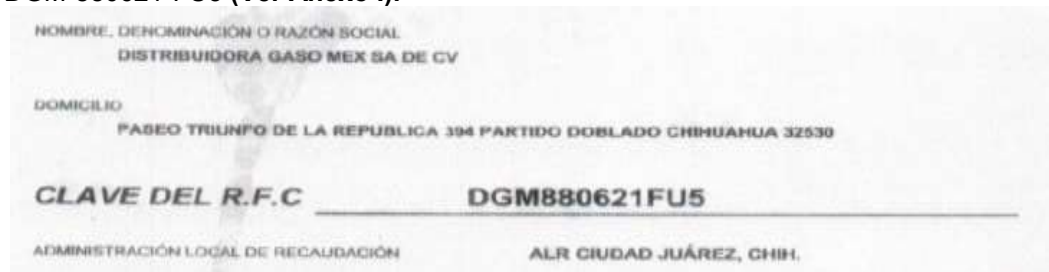 NOMBRE, DENOMINACIÓN O RAZÓN SOCIAL
DISTRIBUIDORA GASO MEX SA DE CV
DOMICILIO
PASEO TRIUNFO DE LA REPUBLICA 394 PARTIDO DOBLADO CHIHUAHUA 32530
CLAVE DEL R.F.C DGM880621FU5
ADMINISTRACIÓN LOCAL DE RECAUDACIÓN ALR CIUDAD JUÁREZ, CHIH.